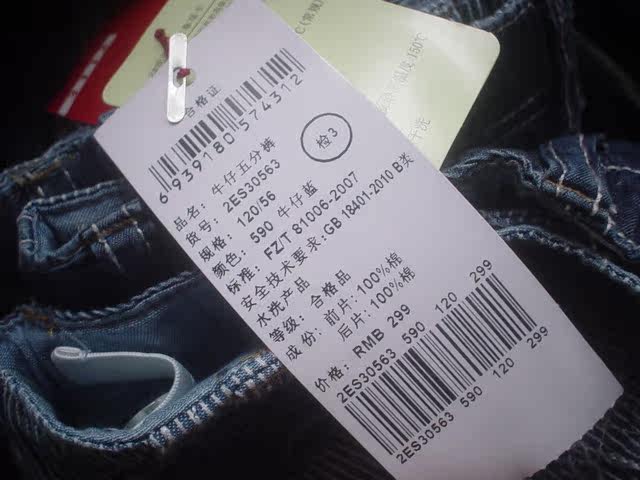 合格证
6939180574312
检3
品名: 牛仔五分裤
货号: 2ES30563
规格: 120/56
颜色: 590 牛仔蓝
标准: FZ/T 81006-2007
安全技术要求:GB 18401-2010 B类
水洗产品
等级: 合格品
成份: 前片: 100%棉
后片: 100%棉
价格: RMB 299
2ES30563 590 120 299
2ES30563 590 120 299
150℃